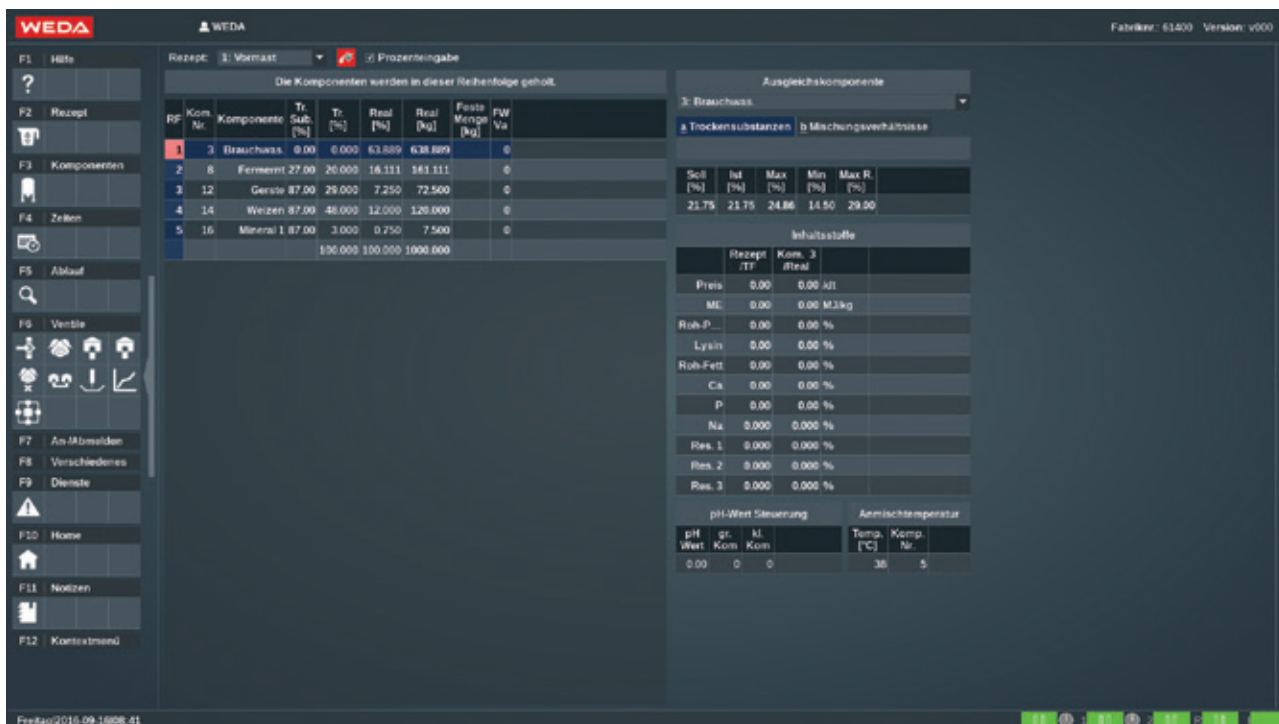 WEDA
WEDA
Fabriknr.: 61400 Version: v000
F1 Hilfe
?
F2 Rezept
F3 Komponenten
F4 Zeiten
F5 Ablauf
F6 Ventile
F7 An-/Abmelden
F8 Verschiedenes
F9 Dienste
F10 Home
F11 Notizen
F12 Kontextmenü
Rezept: 1: Vormast Prozenteingabe
Die Komponenten werden in dieser Reihenfolge geholt.
RF Kom. Nr. Komponente Tr. Sub. [%] Tr. [%] Real [%] Real [kg] Feste Menge [kg] FW Va
1 3 Brauchwas. 0.00 0.000 63.889 638.889 0
2 8 Fermernt 27.00 20.000 16.111 161.111 0
3 12 Gerste 87.00 29.000 7.250 72.500 0
4 14 Weizen 87.00 48.000 12.000 120.000 0
5 16 Mineral 1 87.00 3.000 0.750 7.500 0
100.000 100.000 1000.000
Ausgleichskomponente
3: Brauchwas.
a Trockensubstanzen b Mischungsverhältnisse
Soll [%] Ist [%] Max [%] Min [%] Max R. [%]
21.75 21.75 24.86 14.50 29.00
Inhaltsstoffe
Rezept /TF Kom. 3 /Real
Preis 0.00 0.00 /dt
ME 0.00 0.00 MJ/kg
Roh-P... 0.00 0.00 %
Lysin 0.00 0.00 %
Roh-Fett 0.00 0.00 %
Ca 0.00 0.00 %
P 0.00 0.00 %
Na 0.000 0.000 %
Res. 1 0.000 0.000 %
Res. 2 0.000 0.000 %
Res. 3 0.000 0.000 %
pH-Wert Steuerung
pH Wert gr. Kom kl. Kom
0.00 0 0
Anmischtemperatur
Temp. [°C] Komp. Nr.
38 5
Freitag 2016-09-16 08:41